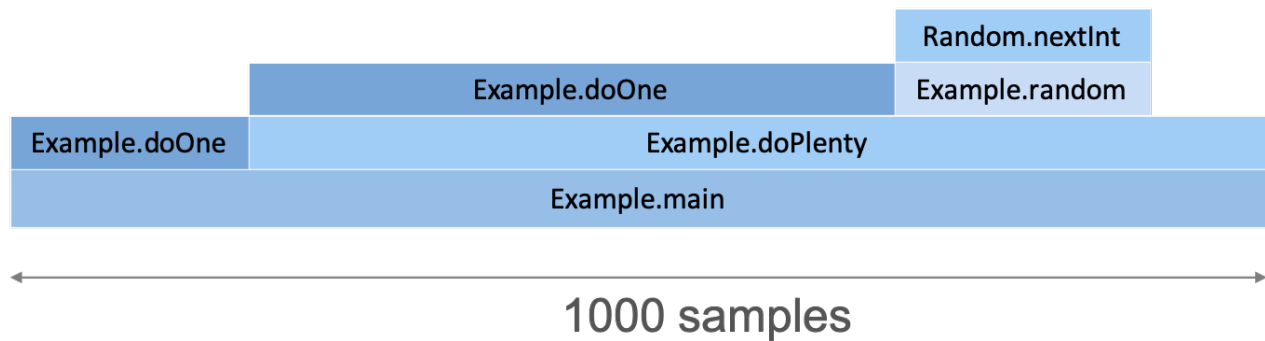 Random.nextInt
Example.doOne
Example.random
Example.doOne
Example.doPlenty
Example.main
1000 samples